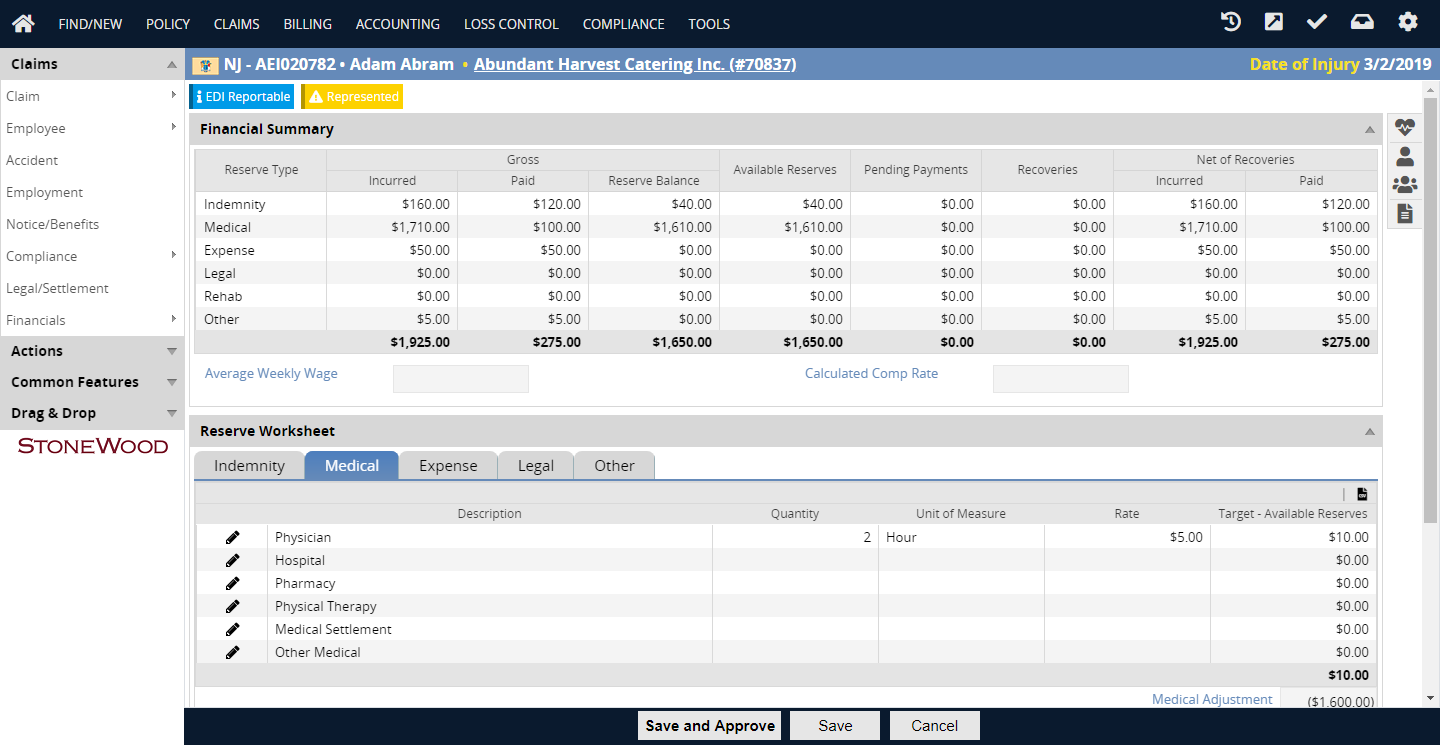 FIND/NEW POLICY CLAIMS BILLING ACCOUNTING LOSS CONTROL COMPLIANCE TOOLS
Claims
Claim
Employee
Accident
Employment
Notice/Benefits
Compliance
Legal/Settlement
Financials
Actions
Common Features
Drag & Drop
STONEWOOD
NJ - AEI020782 • Adam Abram • Abundant Harvest Catering Inc. (#70837) Date of Injury 3/2/2019
EDI Reportable Represented
Financial Summary
Reserve Type Gross Available Reserves Pending Payments Recoveries Net of Recoveries
Incurred Paid Reserve Balance Incurred Paid
Indemnity $160.00 $120.00 $40.00 $40.00 $0.00 $0.00 $160.00 $120.00
Medical $1,710.00 $100.00 $1,610.00 $1,610.00 $0.00 $0.00 $1,710.00 $100.00
Expense $50.00 $50.00 $0.00 $0.00 $0.00 $0.00 $50.00 $50.00
Legal $0.00 $0.00 $0.00 $0.00 $0.00 $0.00 $0.00 $0.00
Rehab $0.00 $0.00 $0.00 $0.00 $0.00 $0.00 $0.00 $0.00
Other $5.00 $5.00 $0.00 $0.00 $0.00 $0.00 $5.00 $5.00
$1,925.00 $275.00 $1,650.00 $1,650.00 $0.00 $0.00 $1,925.00 $275.00
Average Weekly Wage Calculated Comp Rate
Reserve Worksheet
Indemnity Medical Expense Legal Other
Description Quantity Unit of Measure Rate Target - Available Reserves
Physician 2 Hour $5.00 $10.00
Hospital $0.00
Pharmacy $0.00
Physical Therapy $0.00
Medical Settlement $0.00
Other Medical $0.00
$10.00
Medical Adjustment ($1,600.00)
Save and Approve Save Cancel